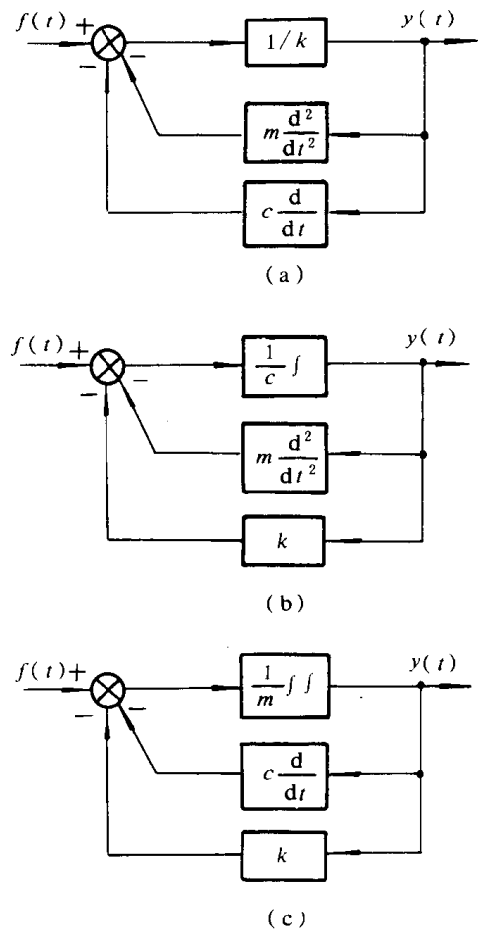 f(t) + − − 1/k y(t)
m d²/dt²
c d/dt
(a)
f(t) + − − 1/c ∫ y(t)
m d²/dt²
k
(b)
f(t) + − − 1/m ∫∫ y(t)
c d/dt
k
(c)